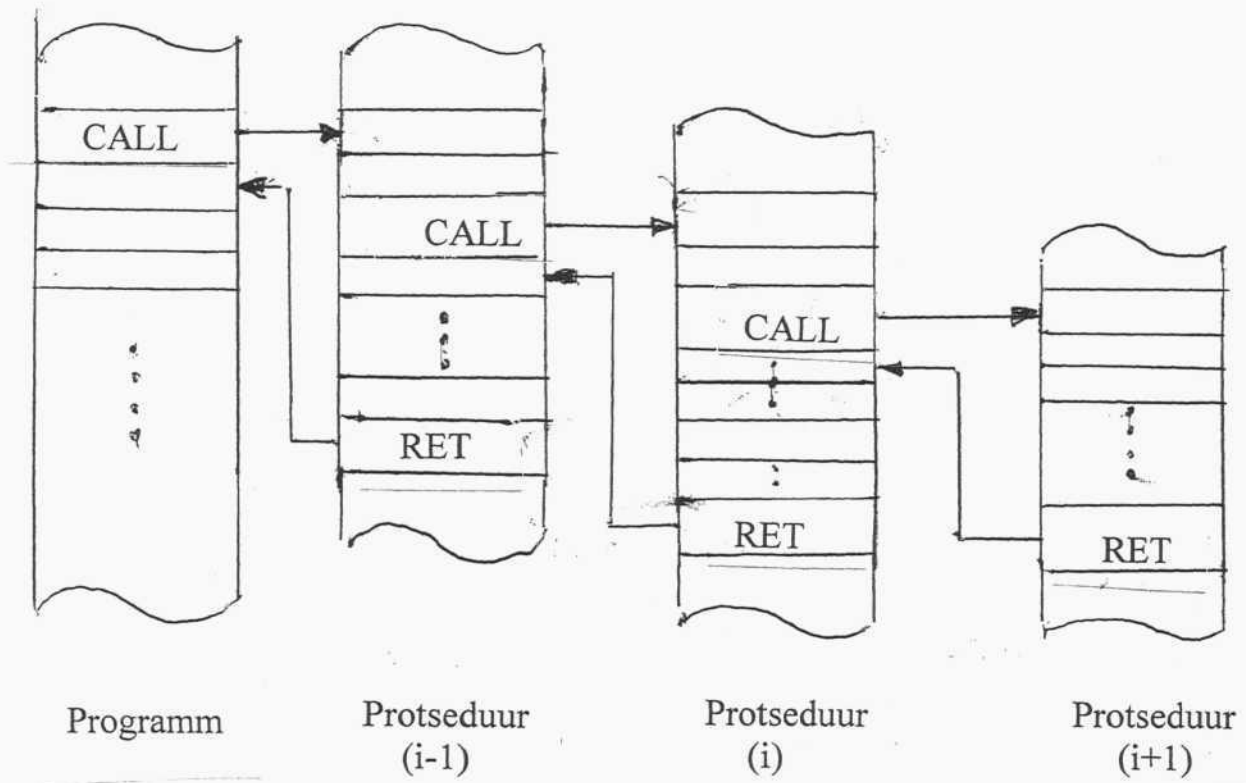 CALL
CALL
CALL
RET
RET
RET
Programm
Protseduur
(i-1)
Protseduur
(i)
Protseduur
(i+1)